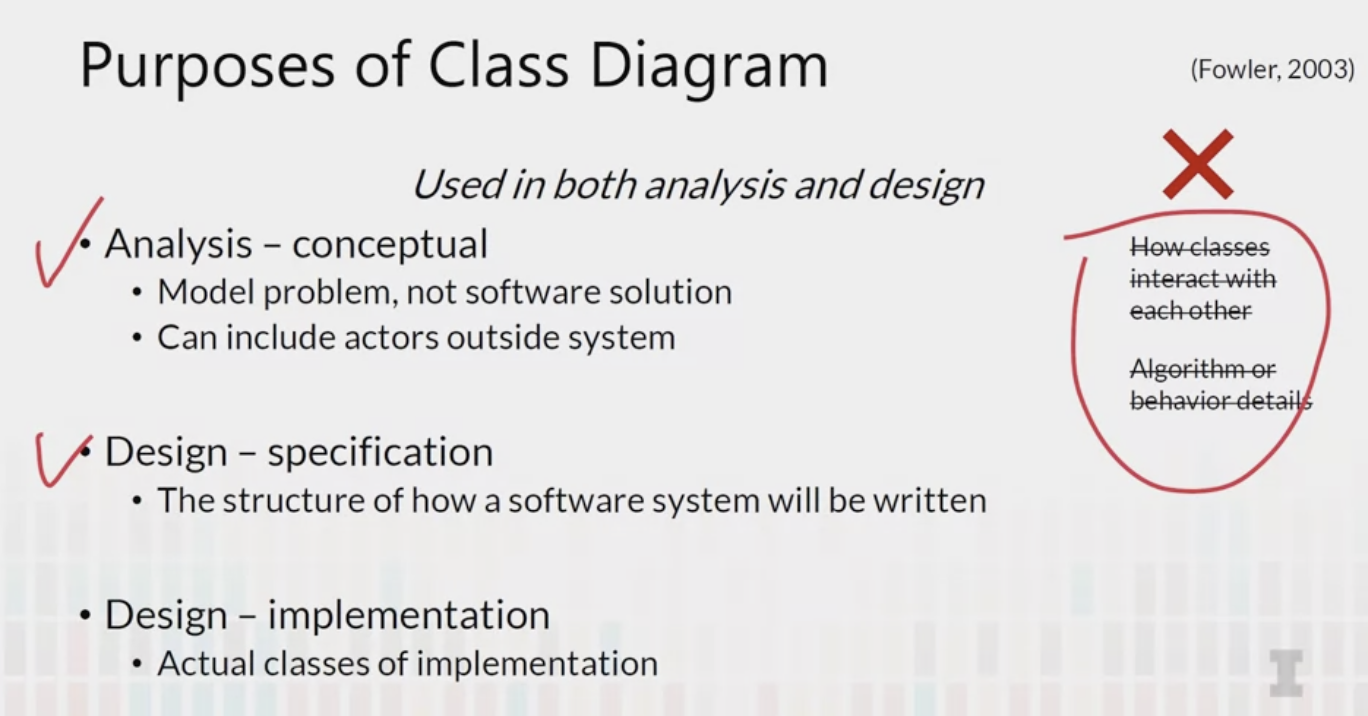 Purposes of Class Diagram
(Fowler, 2003)
Used in both analysis and design
• Analysis – conceptual
• Model problem, not software solution
• Can include actors outside system
• Design – specification
• The structure of how a software system will be written
• Design – implementation
• Actual classes of implementation
How classes
interact with
each other
Algorithm or
behavior details
I